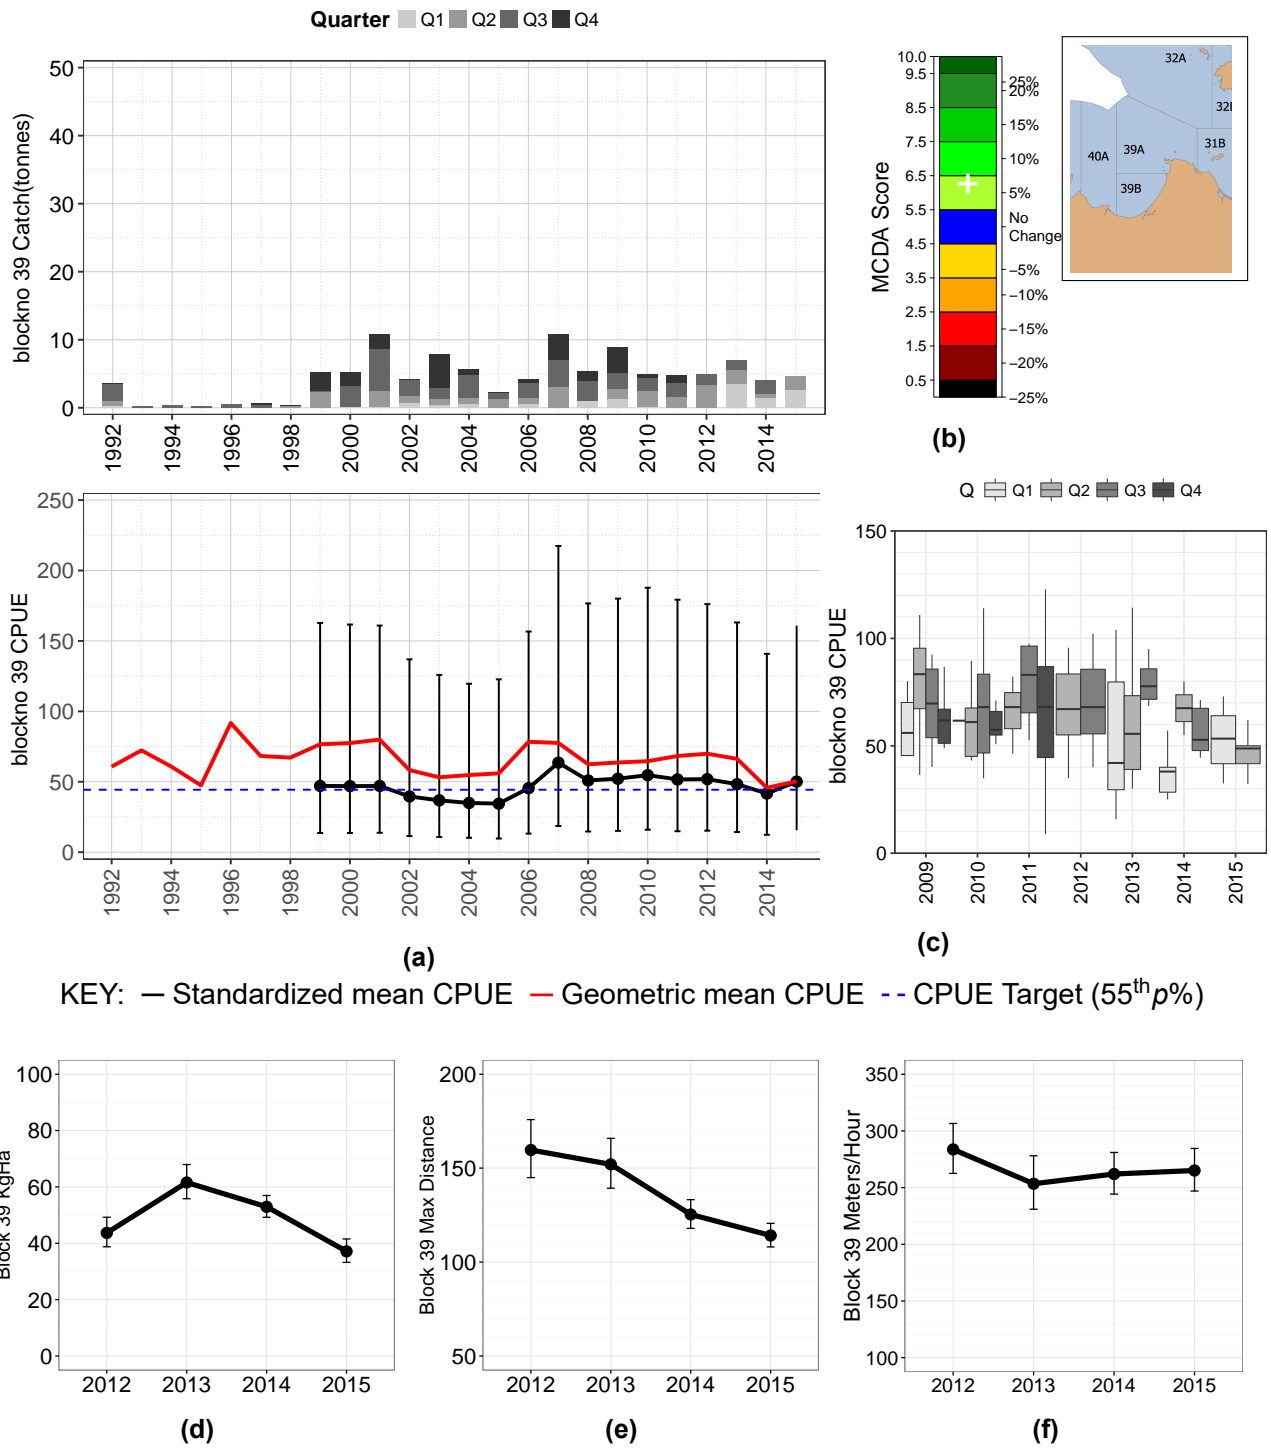 Quarter Q1 Q2 Q3 Q4
blockno 39 Catch(tonnes)
50
40
30
20
10
0
1992 1994 1996 1998 2000 2002 2004 2006 2008 2010 2012 2014
MCDA Score
10.0
9.5
8.5
7.5
6.5
5.5
4.5
3.5
2.5
1.5
0.5
25%
20%
15%
10%
5%
No
Change
−5%
−10%
−15%
−20%
−25%
(b)
32A
32
31B
40A
39A
39B
blockno 39 CPUE
250
200
150
100
50
0
1992 1994 1996 1998 2000 2002 2004 2006 2008 2010 2012 2014
(a)
Q Q1 Q2 Q3 Q4
blockno 39 CPUE
150
100
50
0
2009 2010 2011 2012 2013 2014 2015
(c)
KEY: Standardized mean CPUE Geometric mean CPUE CPUE Target (55th p%)
Block 39 KgHa
100
80
60
40
20
0
2012 2013 2014 2015
(d)
Block 39 Max Distance
200
150
100
50
2012 2013 2014 2015
(e)
Block 39 Meters/Hour
350
300
250
200
150
100
2012 2013 2014 2015
(f)